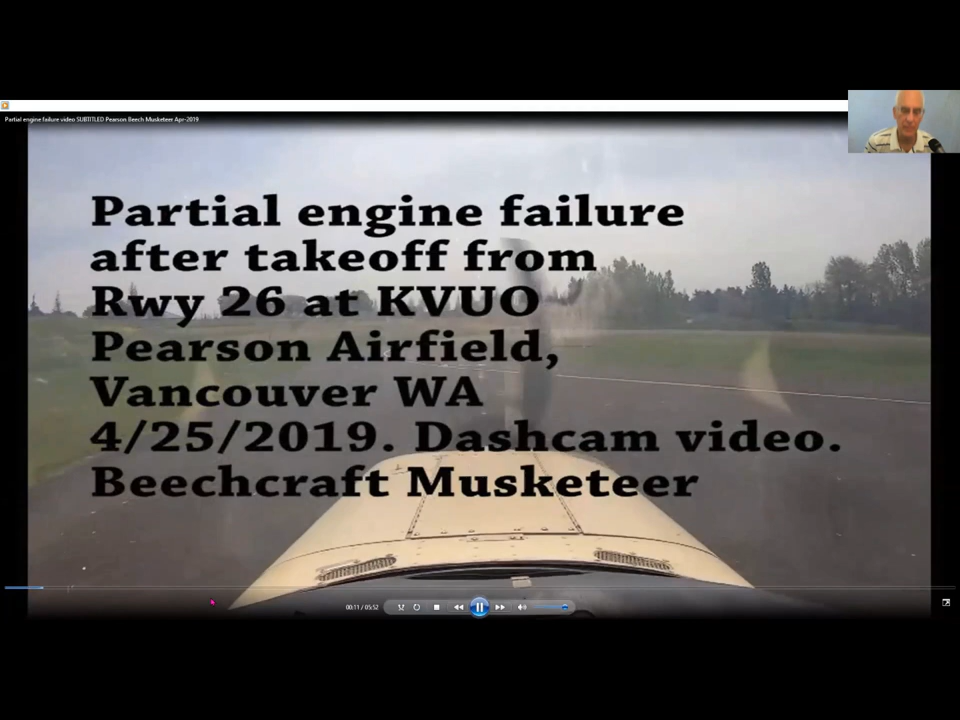 Partial engine failure video SUBTITLED Pearson Beech Musketeer Apr-2019
Partial engine failure
after takeoff from
Rwy 26 at KVUO
Pearson Airfield,
Vancouver WA
4/25/2019. Dashcam video.
Beechcraft Musketeer
00:11 / 05:52